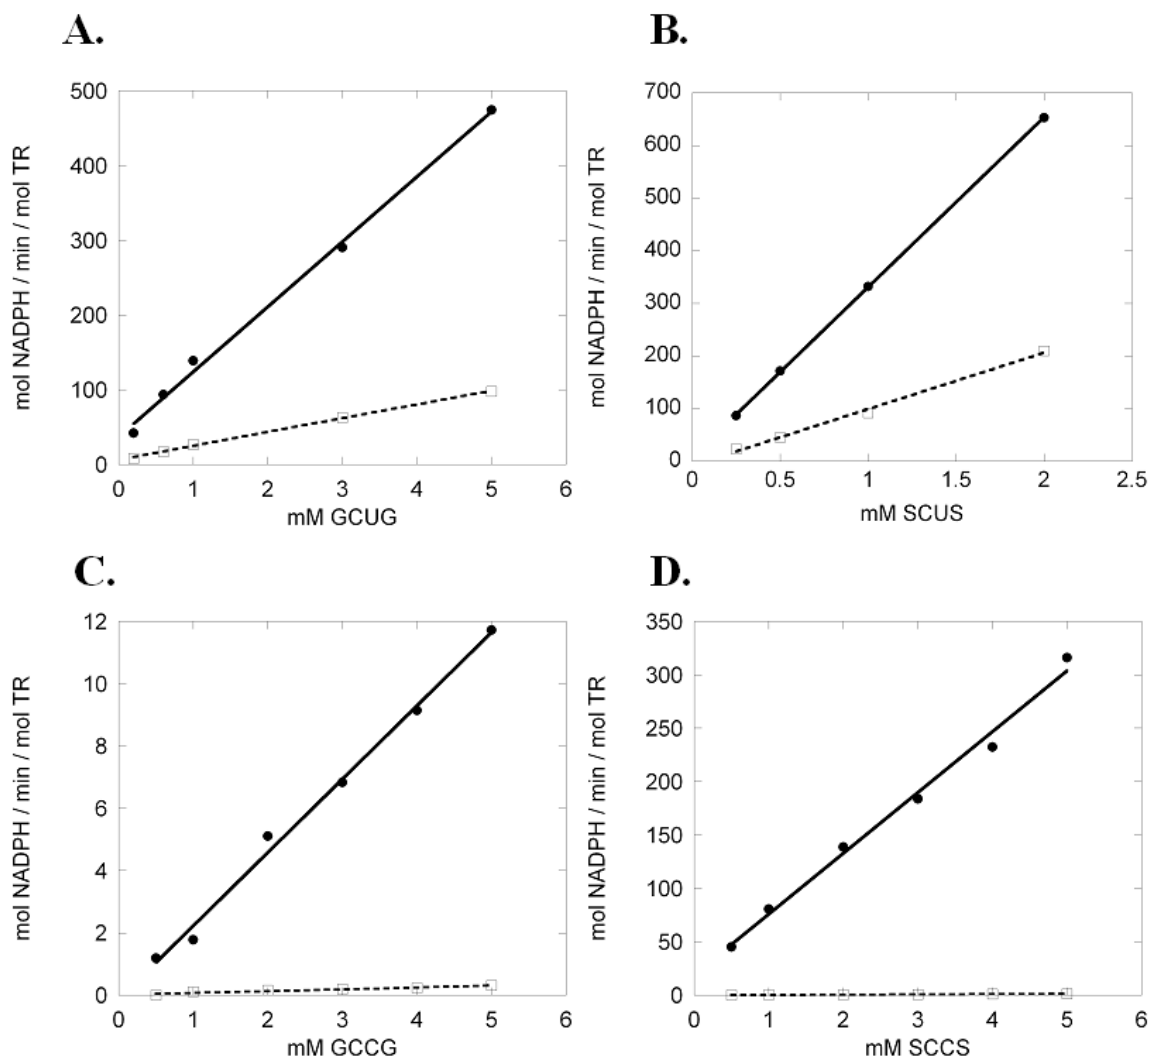 A.
mol NADPH / min / mol TR
500
400
300
200
100
0
0 1 2 3 4 5 6
mM GCUG
B.
mol NADPH / min / mol TR
700
600
500
400
300
200
100
0
0 0.5 1 1.5 2 2.5
mM SCUS
C.
mol NADPH / min / mol TR
12
10
8
6
4
2
0
0 1 2 3 4 5 6
mM GCCG
D.
mol NADPH / min / mol TR
350
300
250
200
150
100
50
0
0 1 2 3 4 5 6
mM SCCS